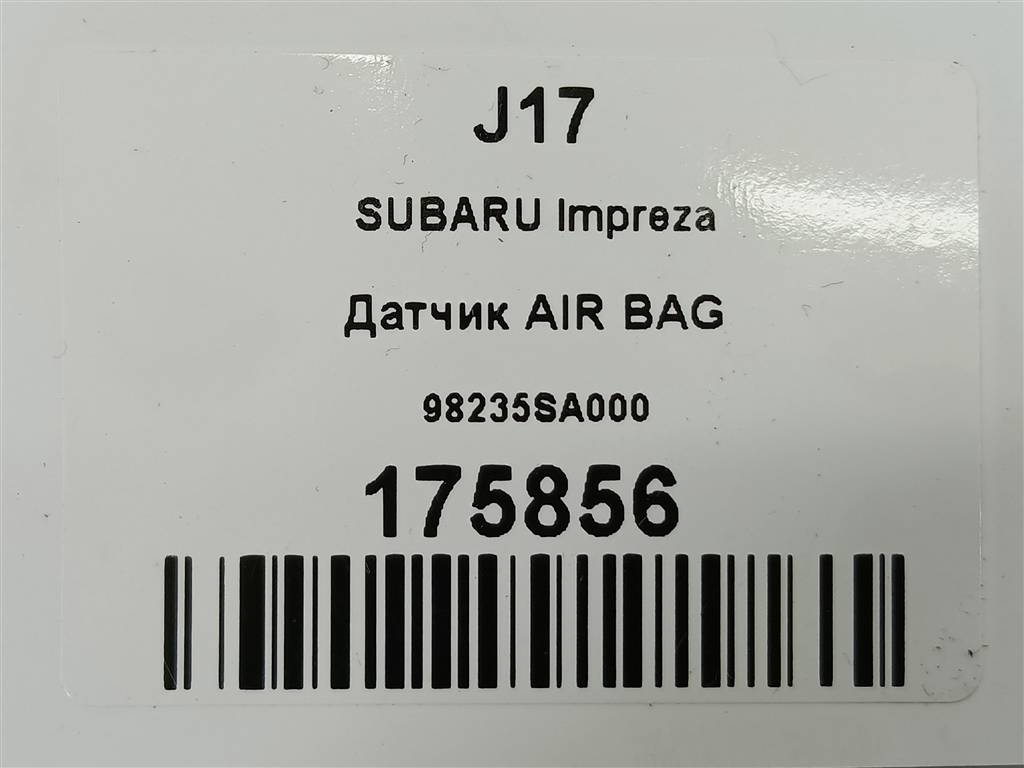 J17
SUBARU Impreza
Датчик AIR BAG
98235SA000
175856